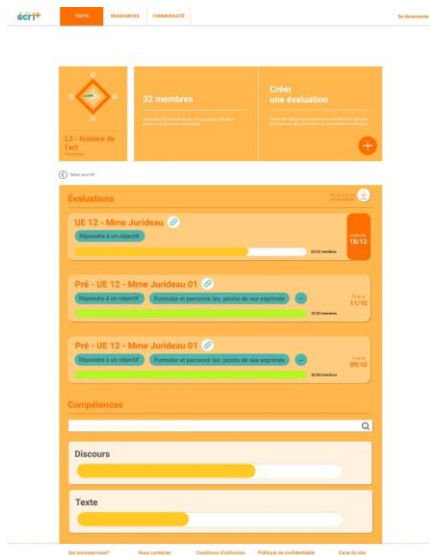 écri+
TESTS
RESSOURCES
COMMUNAUTÉ
Se déconnecter
L2 - histoire de
l'art
32 membres
Créer
une évaluation
Évaluations
UE 12 - Mme Jurideau
Répondre à un objectif
18/12
Pré - UE 12 - Mme Jurideau 01
Répondre à un objectif
Formuler et percevoir les points de vue exprimés
11/10
Pré - UE 12 - Mme Jurideau 01
Répondre à un objectif
Formuler et percevoir les points de vue exprimés
09/10
Compétences
Discours
Texte
Qui sommes-nous?
Nous contacter
Conditions d'utilisation
Politique de confidentialité
Carte du site